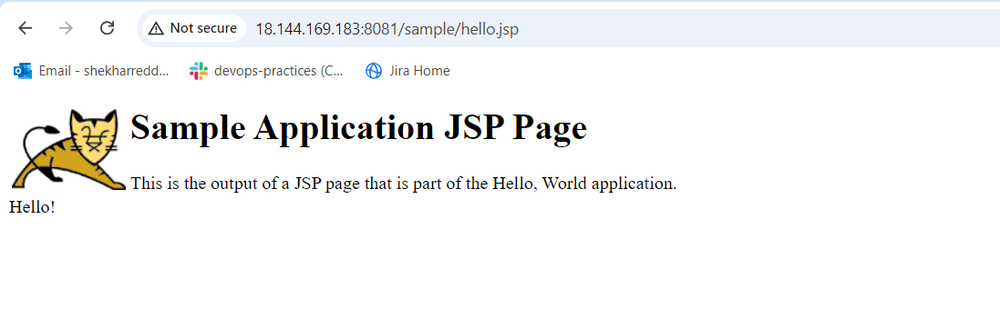 Not secure 18.144.169.183:8081/sample/hello.jsp
Email - shekharredd... devops-practices (C... Jira Home
Sample Application JSP Page
This is the output of a JSP page that is part of the Hello, World application.
Hello!